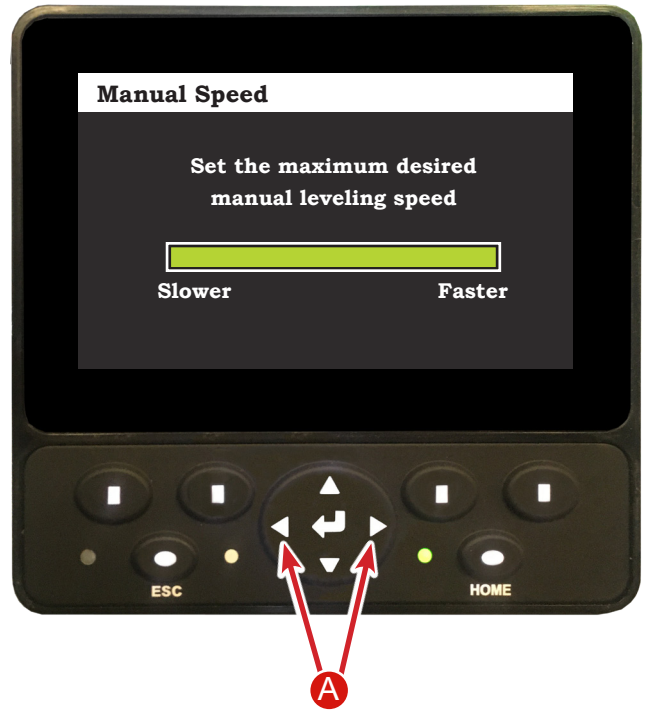 Manual Speed
Set the maximum desired
manual leveling speed
Slower Faster
ESC HOME
A